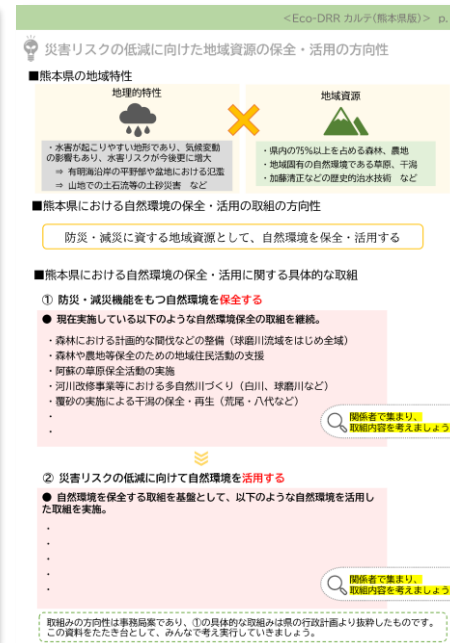 <Eco-DRR カルテ(熊本県版)> p.
災害リスクの低減に向けた地域資源の保全・活用の方向性
■熊本県の地域特性
地理的特性
地域資源
・水害が起こりやすい地形であり、気候変動
の影響もあり、水害リスクが今後更に増大
⇒ 有明海沿岸の平野部や盆地における氾濫
⇒ 山地での土石流等の土砂災害 など
・県内の75%以上を占める森林、農地
・地域固有の自然環境である草原、干潟
・加藤清正などの歴史的治水技術 など
■熊本県における自然環境の保全・活用の取組の方向性
防災・減災に資する地域資源として、自然環境を保全・活用する
■熊本県における自然環境の保全・活用に関する具体的な取組
① 防災・減災機能をもつ自然環境を保全する
● 現在実施している以下のような自然環境保全の取組を継続。
・森林における計画的な間伐などの整備（球磨川流域をはじめ全域）
・森林や農地等保全のための地域住民活動の支援
・阿蘇の草原保全活動の実施
・河川改修事業等における多自然川づくり（白川、球磨川など）
・覆砂の実施による干潟の保全・再生（荒尾・八代など）
・
・
関係者で集まり、
取組内容を考えましょう
② 災害リスクの低減に向けて自然環境を活用する
● 自然環境を保全する取組を基盤として、以下のような自然環境を活用し
た取組を実施。
・
・
・
・
・
関係者で集まり、
取組内容を考えましょう
取組みの方向性は事務局案であり、①の具体的な取組みは県の行政計画より抜粋したものです。
この資料をたたき台として、みんなで考え実行していきましょう。